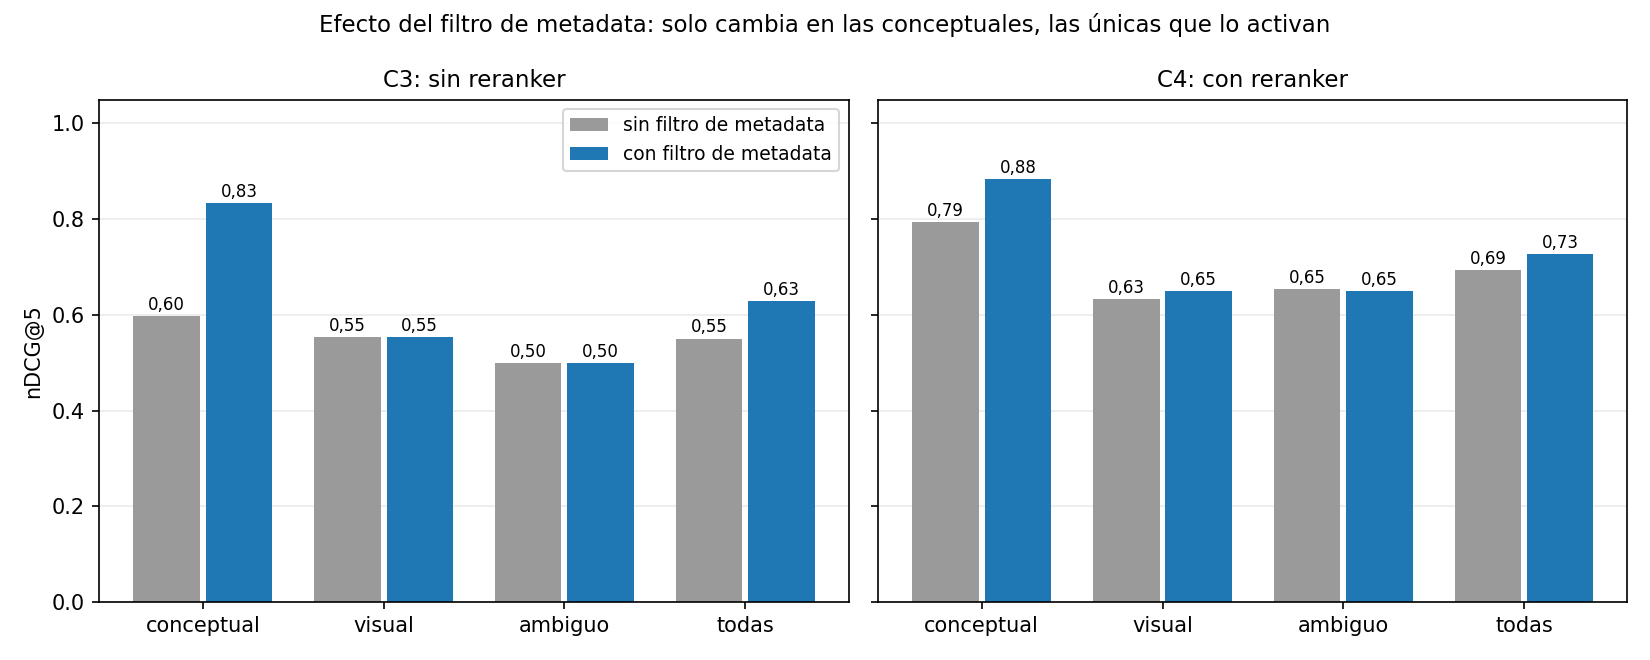 Efecto del filtro de metadata: solo cambia en las conceptuales, las únicas que lo activan
C3: sin reranker
nDCG@5
1.0
0.8
0.6
0.4
0.2
0.0
sin filtro de metadata
con filtro de metadata
0,60
0,83
0,55
0,55
0,50
0,50
0,55
0,63
conceptual
visual
ambiguo
todas
C4: con reranker
0,79
0,88
0,63
0,65
0,65
0,65
0,69
0,73
conceptual
visual
ambiguo
todas